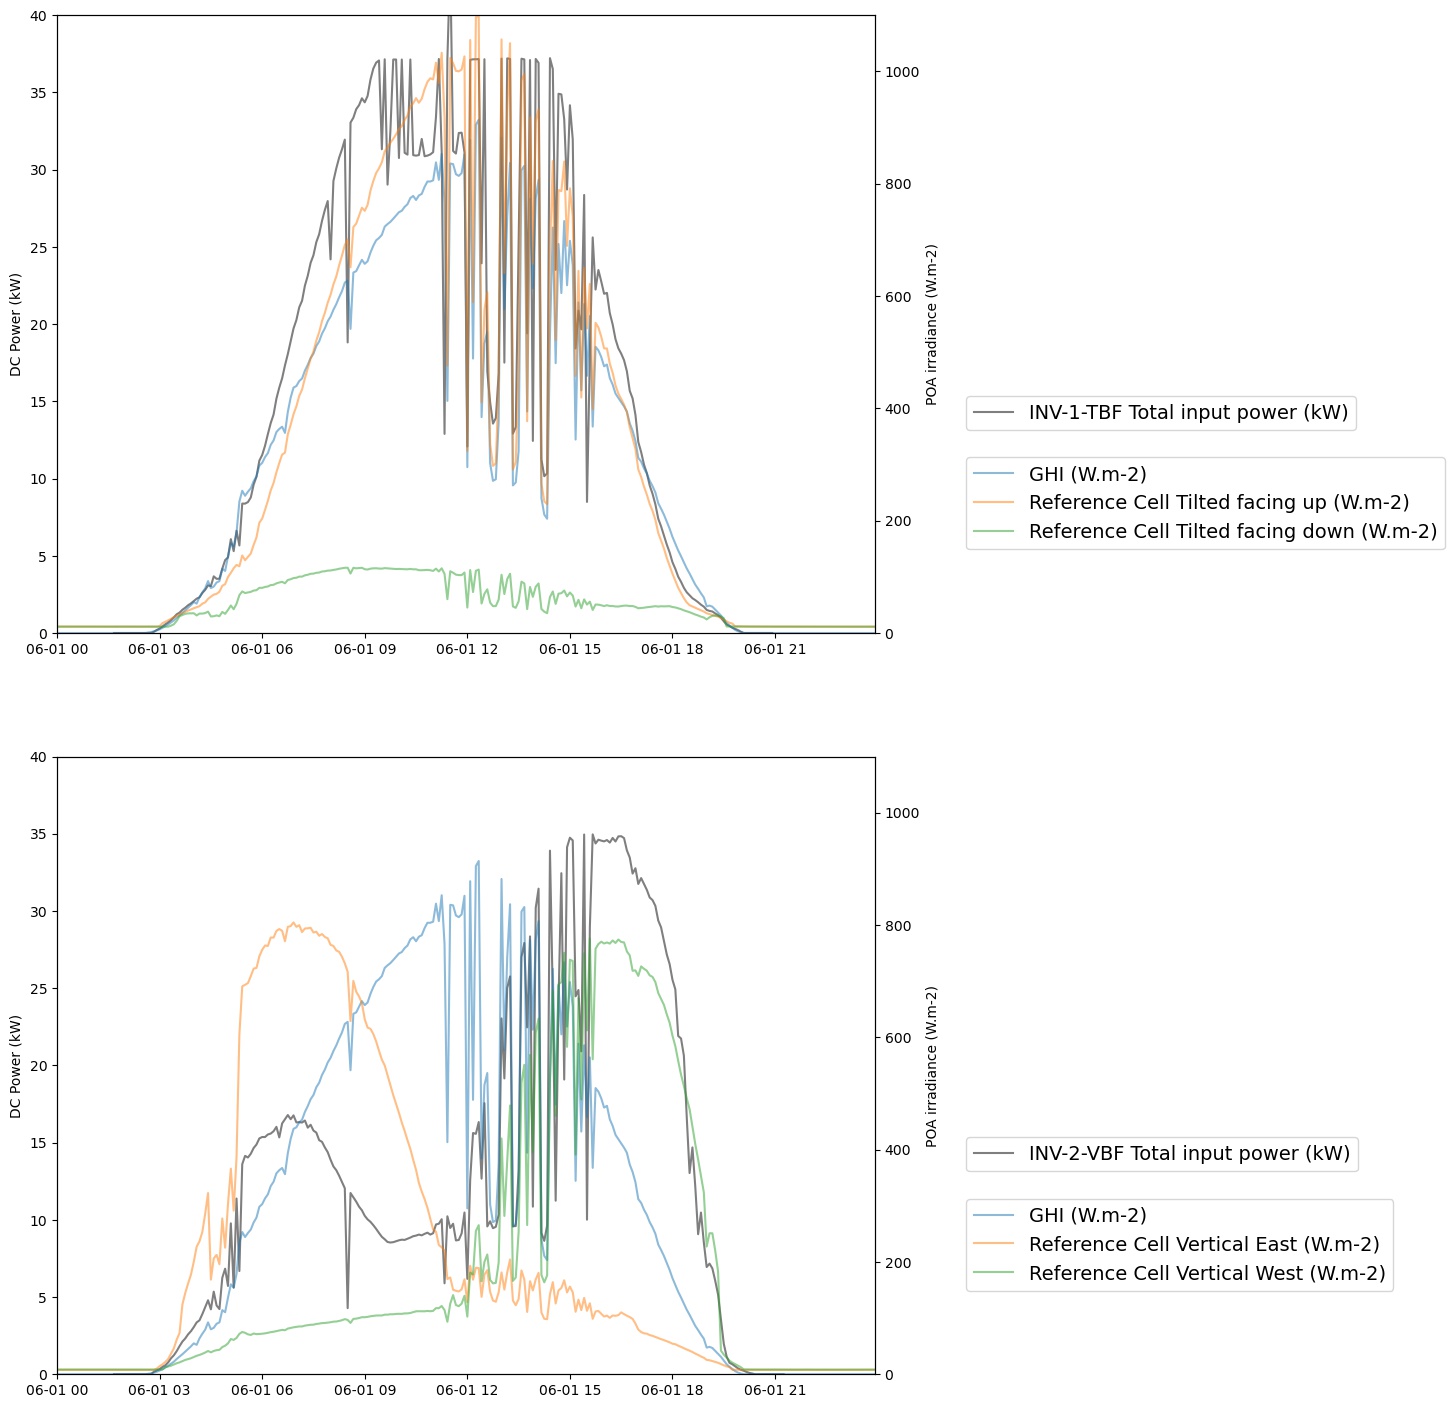 40
35
30
25
20
15
10
5
0
DC Power (kW)
1000
800
600
400
200
0
POA irradiance (W.m-2)
06-01 00 06-01 03 06-01 06 06-01 09 06-01 12 06-01 15 06-01 18 06-01 21
INV-1-TBF Total input power (kW)
GHI (W.m-2)
Reference Cell Tilted facing up (W.m-2)
Reference Cell Tilted facing down (W.m-2)
40
35
30
25
20
15
10
5
0
DC Power (kW)
1000
800
600
400
200
0
POA irradiance (W.m-2)
06-01 00 06-01 03 06-01 06 06-01 09 06-01 12 06-01 15 06-01 18 06-01 21
INV-2-VBF Total input power (kW)
GHI (W.m-2)
Reference Cell Vertical East (W.m-2)
Reference Cell Vertical West (W.m-2)